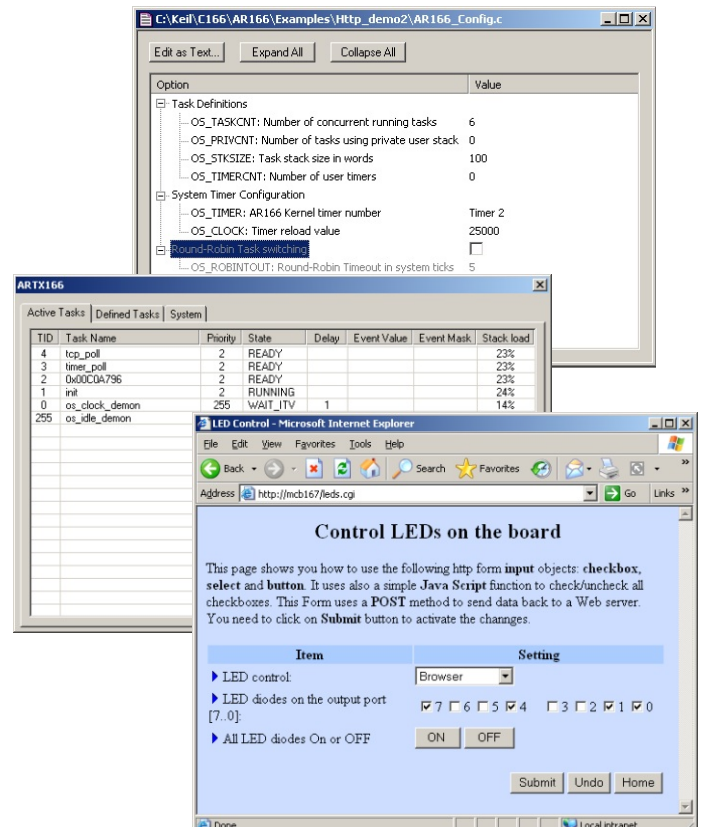 C:\Keil\C166\AR166\Examples\Http_demo2\AR166_Config.c
Edit as Text... Expand All Collapse All
Option Value
Task Definitions
OS_TASKCNT: Number of concurrent running tasks 6
OS_PRIVCNT: Number of tasks using private user stack 0
OS_STKSIZE: Task stack size in words 100
OS_TIMERCNT: Number of user timers 0
System Timer Configuration
OS_TIMER: AR166 Kernel timer number Timer 2
OS_CLOCK: Timer reload value 25000
Round-Robin Task switching
OS_ROBINTOUT: Round-Robin Timeout in system ticks 5
ARTX166
Active Tasks Defined Tasks System
TID Task Name Priority State Delay Event Value Event Mask Stack load
4 tcp_poll 2 READY 23%
3 timer_poll 2 READY 23%
2 0x00C0A796 2 READY 23%
1 init 2 RUNNING 24%
0 os_clock_demon 255 WAIT_ITV 1 14%
255 os_idle_demon
LED Control - Microsoft Internet Explorer
File Edit View Favorites Tools Help
Back Search Favorites
Address http://mcb167/leds.cgi Go Links
Control LEDs on the board
This page shows you how to use the following http form input objects: checkbox,
select and button. It uses also a simple Java Script function to check/uncheck all
checkboxes. This Form uses a POST method to send data back to a Web server.
You need to click on Submit button to activate the channges.
Item Setting
LED control: Browser
LED diodes on the output port
[7..0]:
7 6 5 4 3 2 1 0
All LED diodes On or OFF ON OFF
Submit Undo Home
Done Local intranet